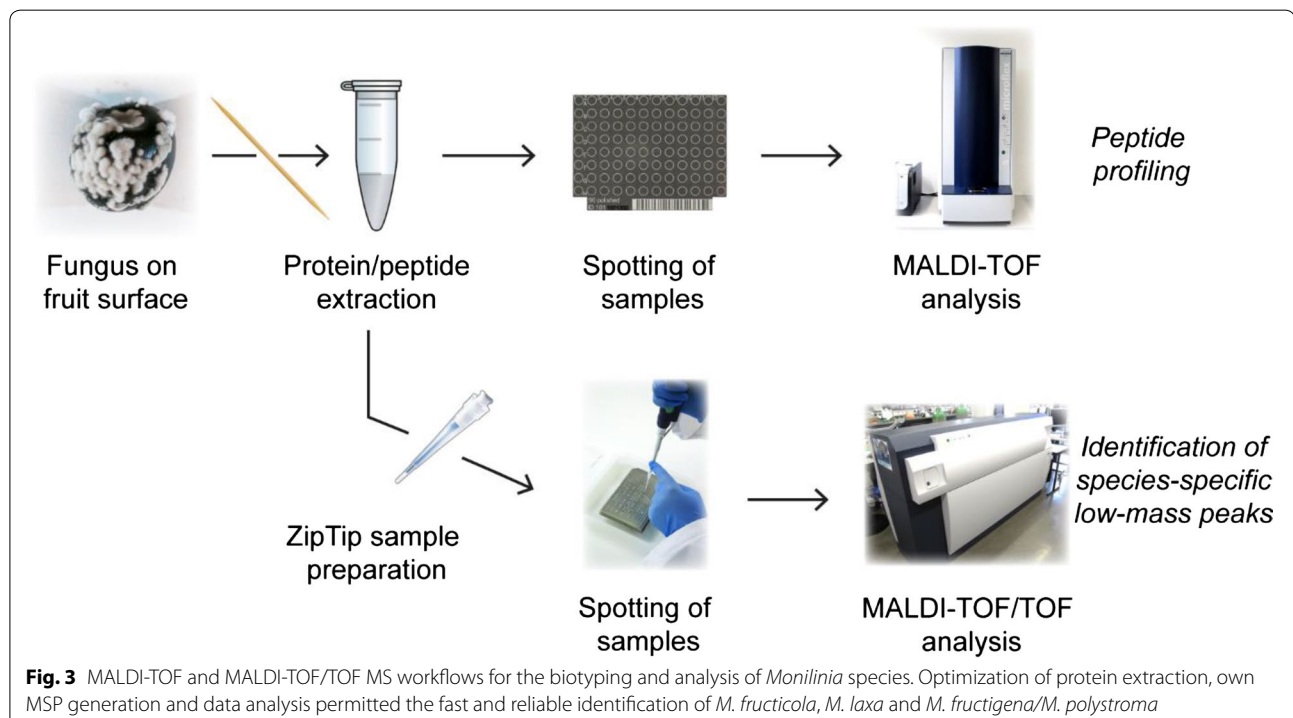 Peptide
profiling
Fungus on
fruit surface
Protein/peptide
extraction
Spotting of
samples
MALDI-TOF
analysis
ZipTip sample
preparation
Spotting of
samples
MALDI-TOF/TOF
analysis
Identification of
species-specific
low-mass peaks
Fig. 3 MALDI-TOF and MALDI-TOF/TOF MS workflows for the biotyping and analysis of Monilinia species. Optimization of protein extraction, own
MSP generation and data analysis permitted the fast and reliable identification of M. fructicola, M. laxa and M. fructigena/M. polystroma